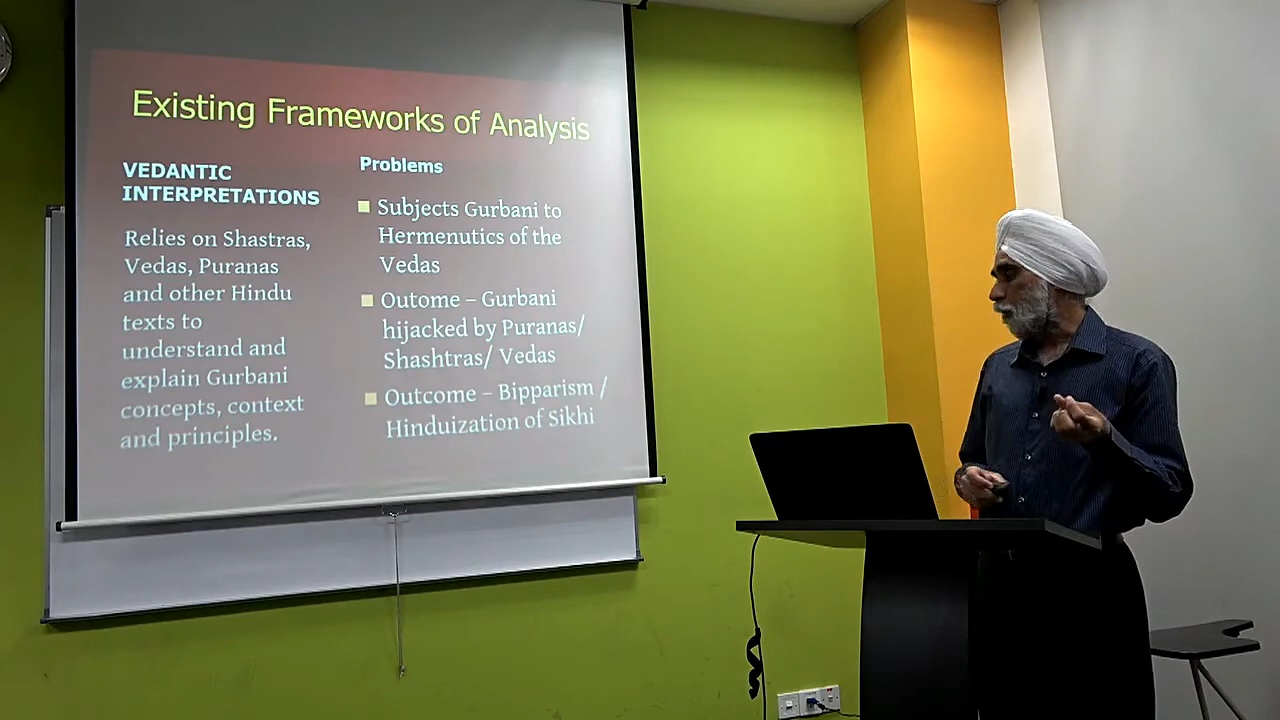 Existing Frameworks of Analysis
VEDANTIC
INTERPRETATIONS
Relies on Shastras,
Vedas, Puranas
and other Hindu
texts to
understand and
explain Gurbani
concepts, context
and principles.
Problems
Subjects Gurbani to
Hermenutics of the
Vedas
Outome – Gurbani
hijacked by Puranas/
Shashtras/ Vedas
Outcome – Bipparism /
Hinduization of Sikhi